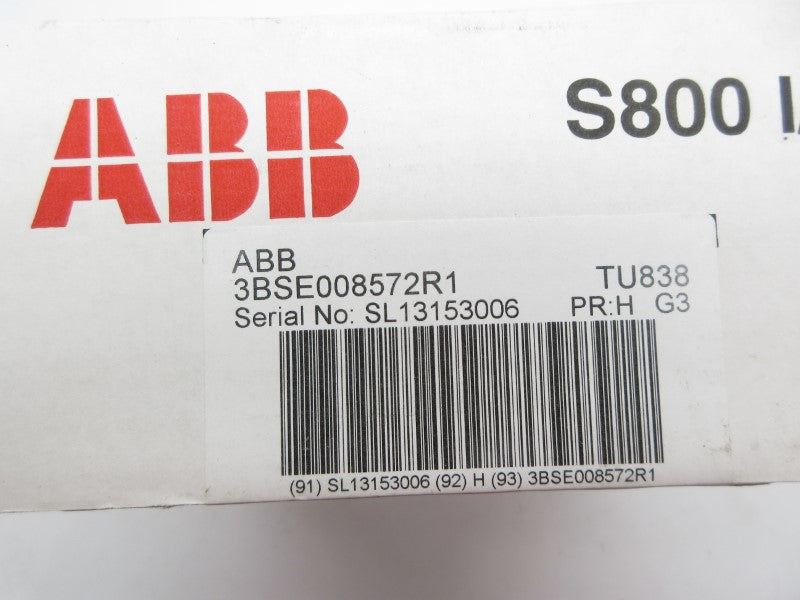 ABB
S800 I/
ABB
3BSE008572R1 TU838
Serial No: SL13153006 PR:H G3
(91) SL13153006 (92) H (93) 3BSE008572R1